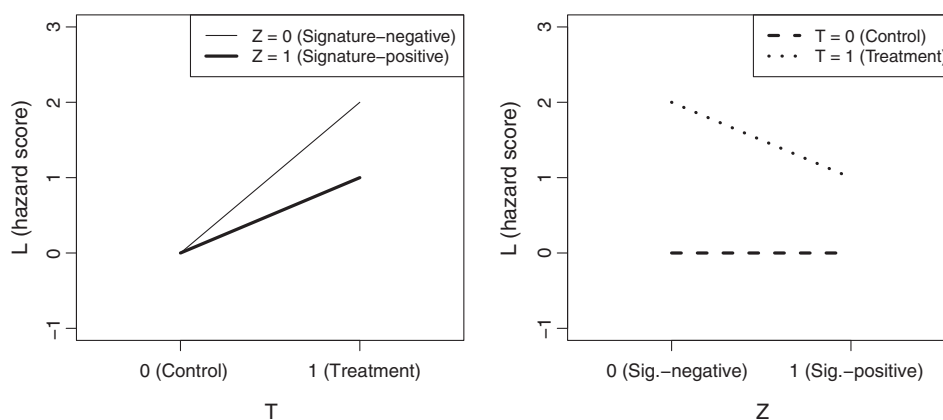 Z = 0 (Signature−negative)
Z = 1 (Signature−positive)
3
2
1
0
−1
L (hazard score)
0 (Control)
1 (Treatment)
T
T = 0 (Control)
T = 1 (Treatment)
3
2
1
0
−1
L (hazard score)
0 (Sig.−negative)
1 (Sig.−positive)
Z